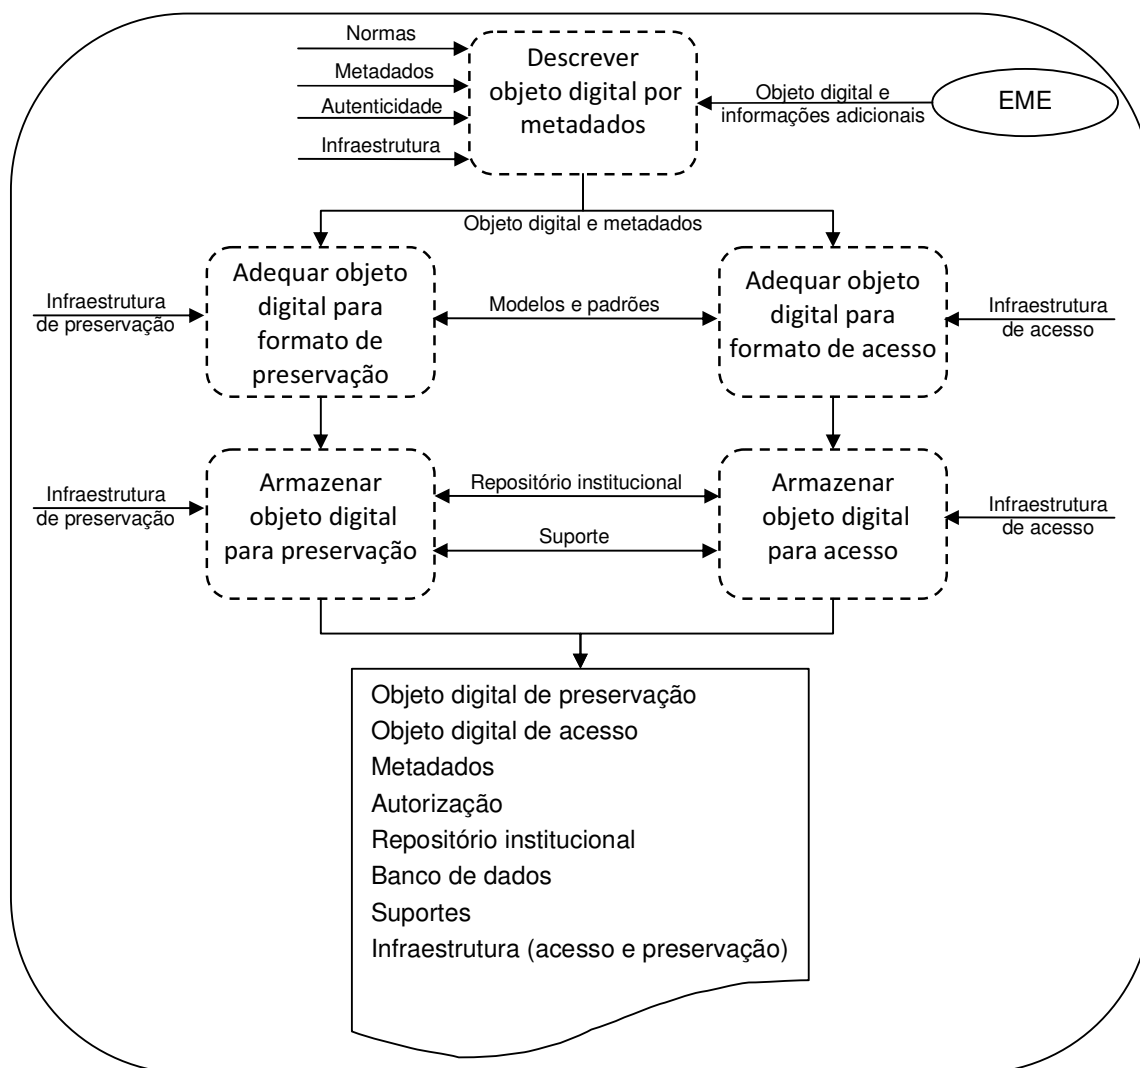 Normas
Metadados
Autenticidade
Infraestrutura
Descrever
objeto digital por
metadados
Objeto digital e
informações adicionais
EME
Objeto digital e metadados
Infraestrutura
de preservação
Adequar objeto
digital para
formato de
preservação
Modelos e padrões
Adequar objeto
digital para
formato de acesso
Infraestrutura
de acesso
Infraestrutura
de preservação
Armazenar
objeto digital
para preservação
Repositório institucional
Suporte
Armazenar
objeto digital
para acesso
Infraestrutura
de acesso
Objeto digital de preservação
Objeto digital de acesso
Metadados
Autorização
Repositório institucional
Banco de dados
Suportes
Infraestrutura (acesso e preservação)